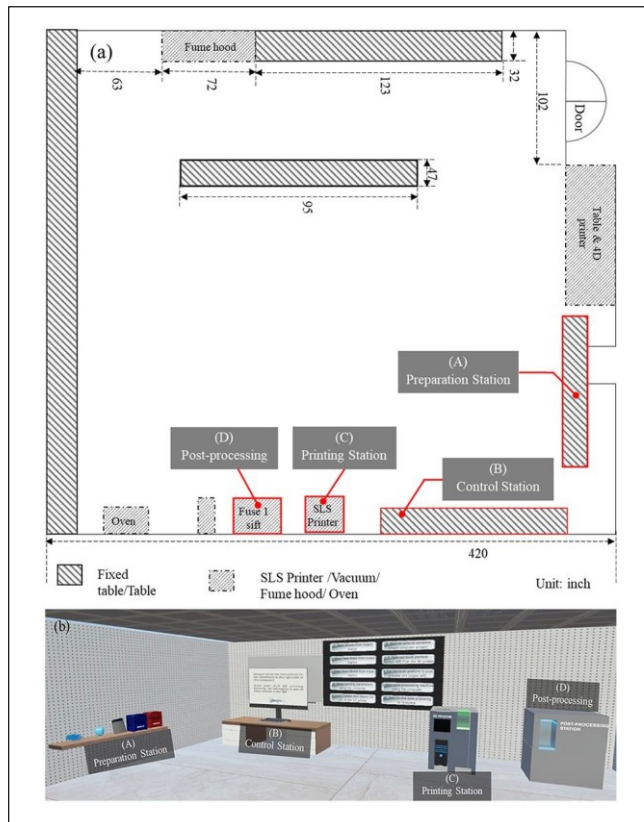 (a)
Fume hood
63
72
123
32
102
Door
47
95
Table & 4D
printer
(A)
Preparation Station
(D)
Post-processing
(C)
Printing Station
(B)
Control Station
Oven
Fuse 1
sift
SLS
Printer
420
Fixed
table/Table
SLS Printer /Vacuum/
Fume hood/ Oven
Unit: inch
(b)
(A)
Preparation Station
(B)
Control Station
(C)
Printing Station
(D)
Post-processing
POST-PROCESSING
STATION